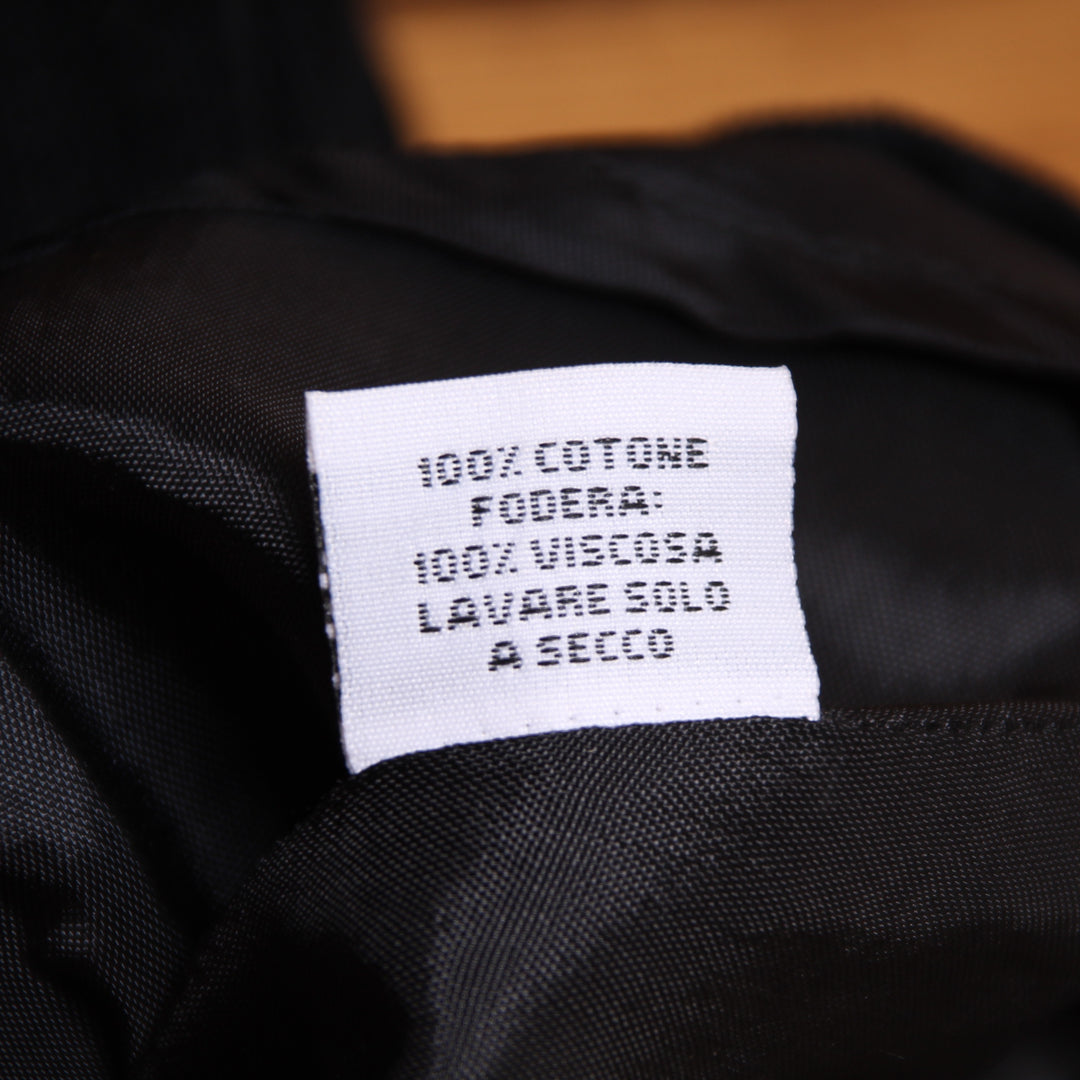 100% COTONE
FODERA:
100% VISCOSA
LAVARE SOLO
A SECCO